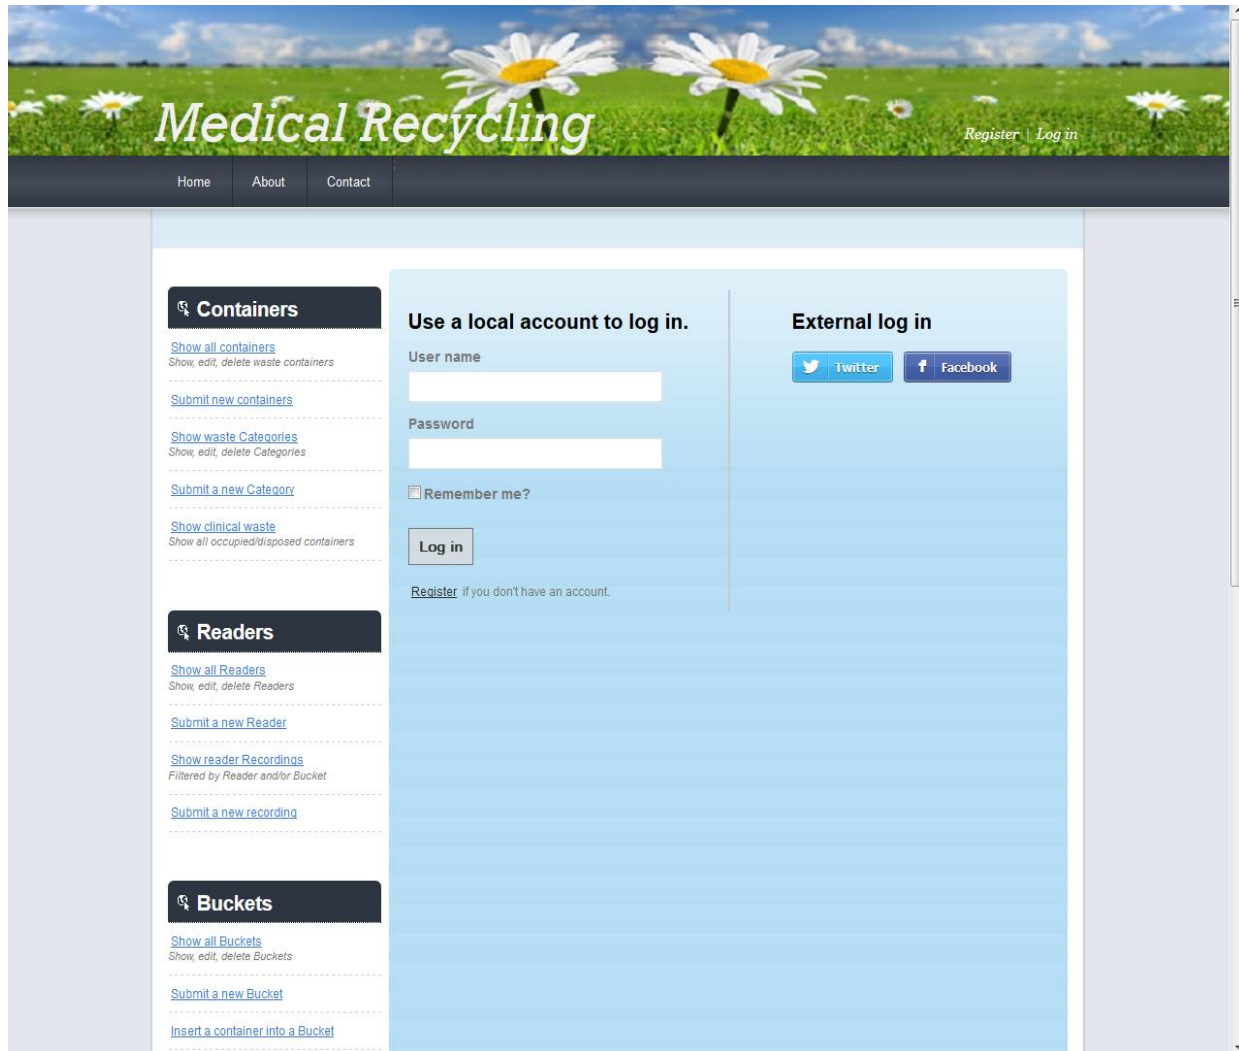 Medical Recycling
Register | Log in
Home About Contact
Containers
Show all containers
Show, edit, delete waste containers
Submit new containers
Show waste Categories
Show, edit, delete Categories
Submit a new Category
Show clinical waste
Show all occupied/disposed containers
Readers
Show all Readers
Show, edit, delete Readers
Submit a new Reader
Show reader Recordings
Filtered by Reader and/or Bucket
Submit a new recording
Buckets
Show all Buckets
Show, edit, delete Buckets
Submit a new Bucket
Insert a container into a Bucket
Use a local account to log in.
User name
Password
Remember me?
Log in
Register if you don't have an account.
External log in
Twitter Facebook